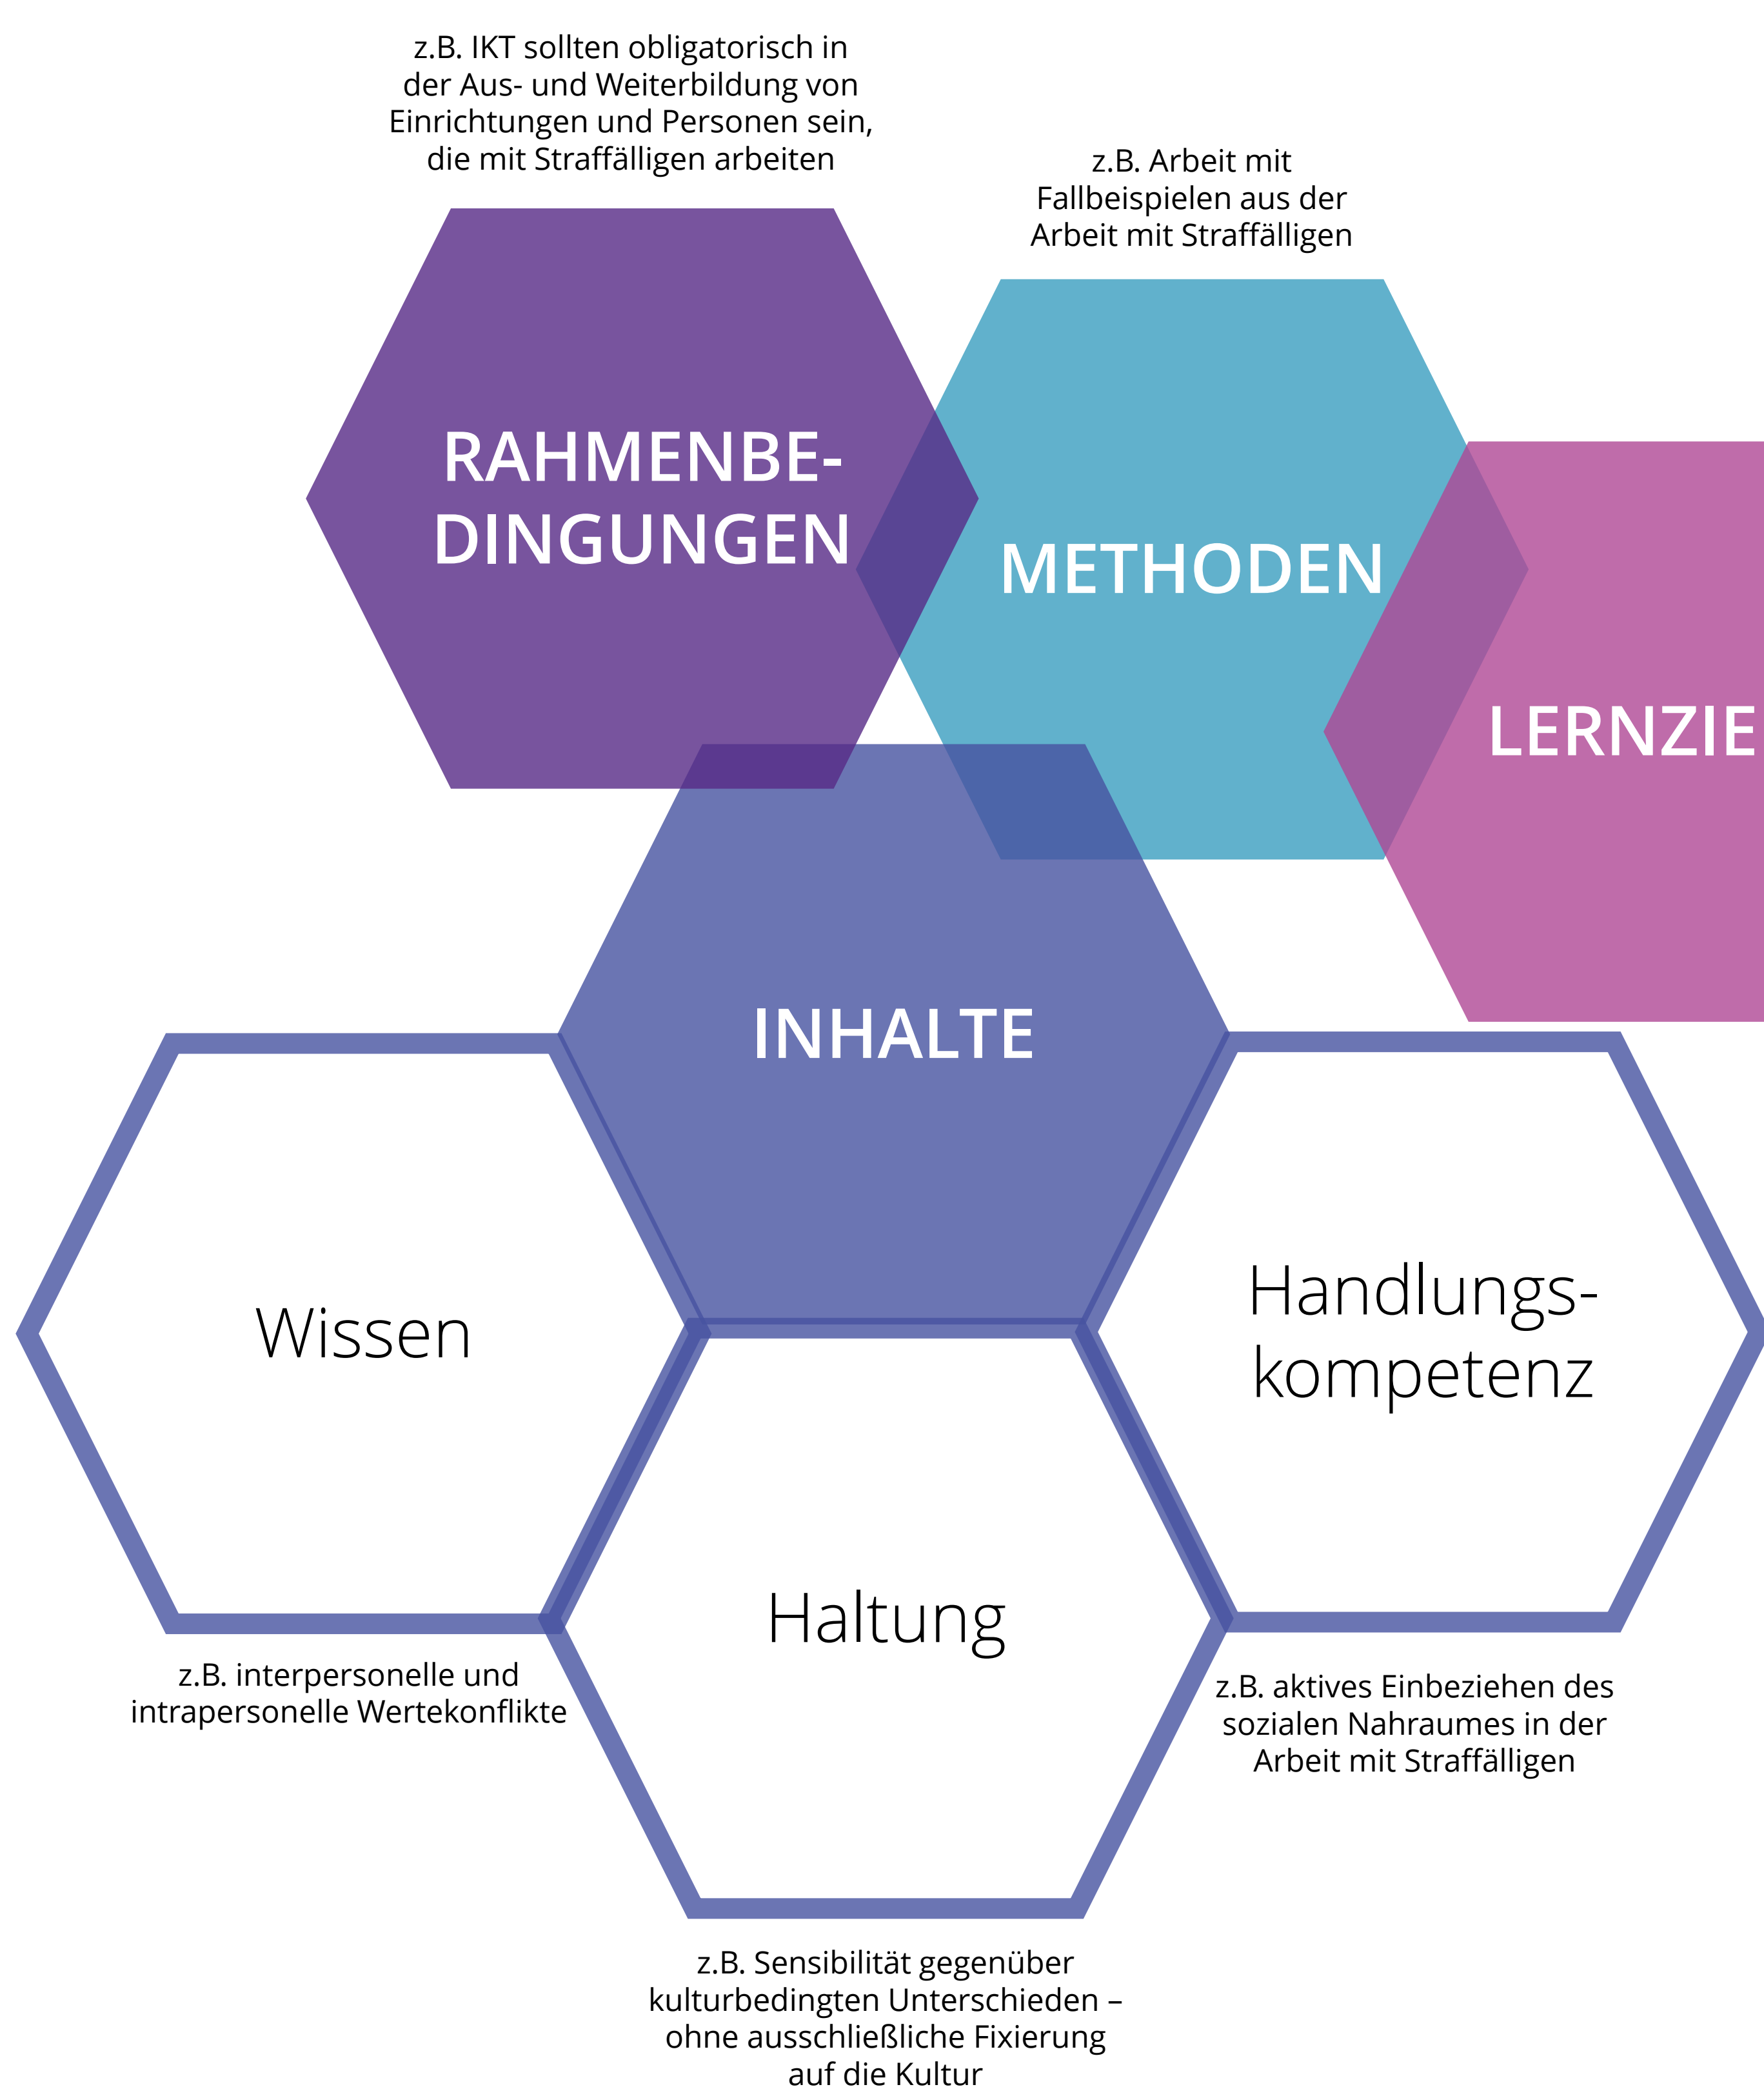 z.B. IKT sollten obligatorisch in
der Aus- und Weiterbildung von
Einrichtungen und Personen sein,
die mit Straffälligen arbeiten
z.B. Arbeit mit
Fallbeispielen aus der
Arbeit mit Straffälligen
RAHMENBE-
DINGUNGEN
METHODEN
LERNZIE
INHALTE
Wissen
Handlungs-
kompetenz
Haltung
z.B. interpersonelle und
intrapersonelle Wertekonflikte
z.B. aktives Einbeziehen des
sozialen Nahraumes in der
Arbeit mit Straffälligen
z.B. Sensibilität gegenüber
kulturbedingten Unterschieden –
ohne ausschließliche Fixierung
auf die Kultur